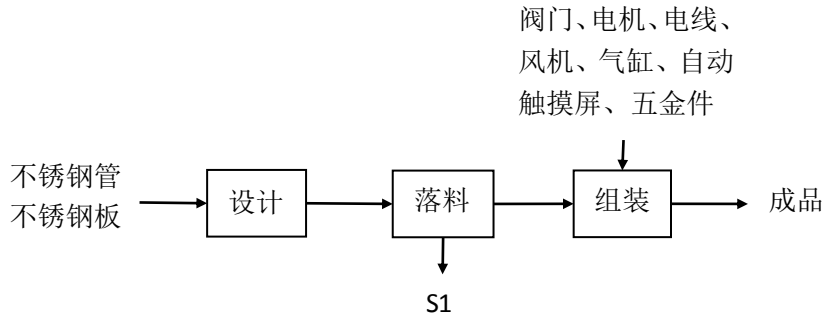 阀门、电机、电线、
风机、气缸、自动
触摸屏、五金件
不锈钢管
不锈钢板
设计
落料
组装
成品
S1